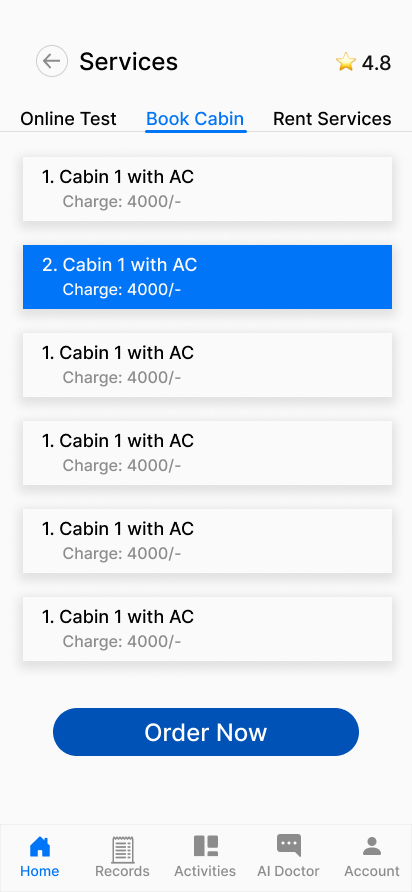 Services
4.8
Online Test Book Cabin Rent Services
1. Cabin 1 with AC
Charge: 4000/-
2. Cabin 1 with AC
Charge: 4000/-
1. Cabin 1 with AC
Charge: 4000/-
1. Cabin 1 with AC
Charge: 4000/-
1. Cabin 1 with AC
Charge: 4000/-
1. Cabin 1 with AC
Charge: 4000/-
Order Now
Home Records Activities AI Doctor Account